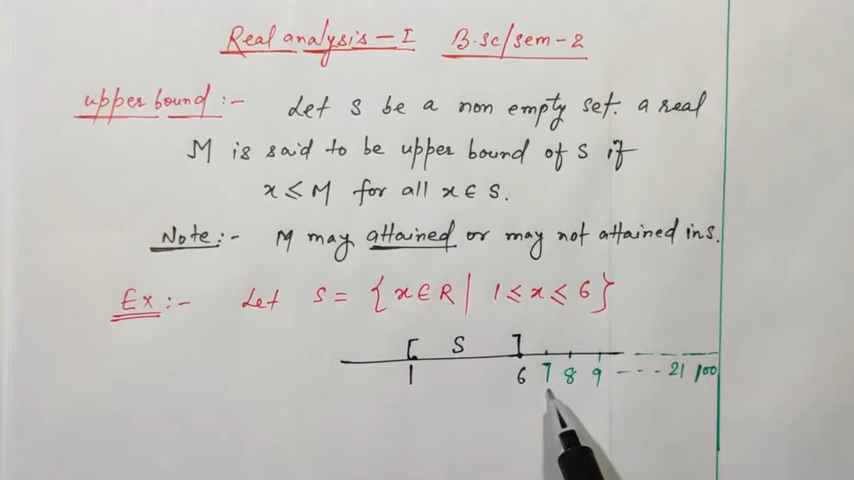 Real analysis - I B.sc/sem - 2
upper bound :- Let S be a non empty set. a real
M is said to be upper bound of S if
x ≤ M for all x ∈ S.
Note :- M may attained or may not attained in S.
Ex :- Let S = { x ∈ R | 1 ≤ x ≤ 6 }
[ S ]
1 6 7 8 9 - - - 21 100